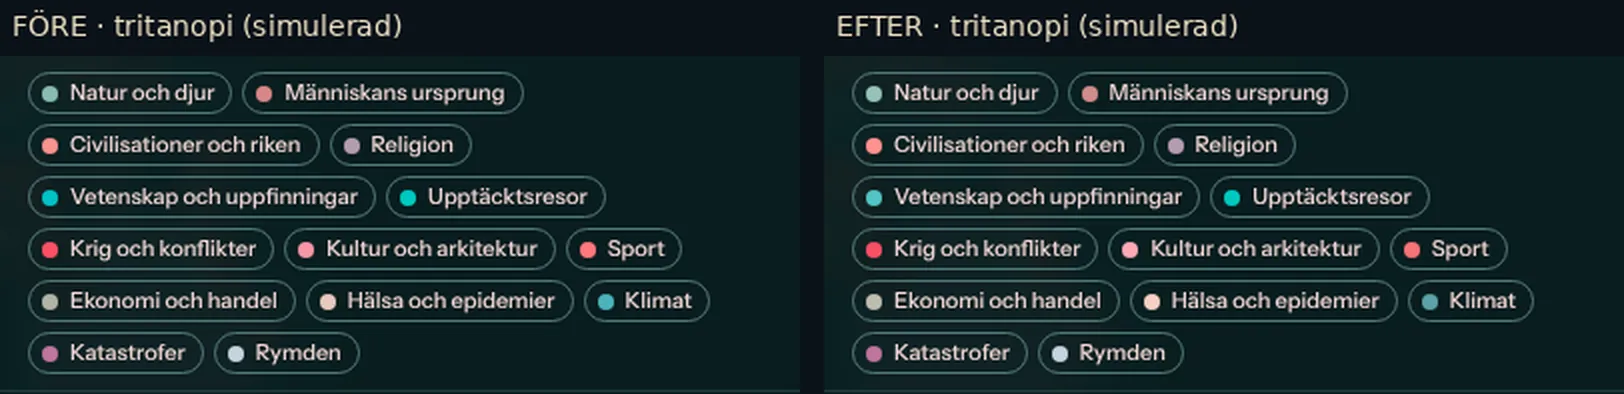 FÖRE · tritanopi (simulerad)
Natur och djur Människans ursprung
Civilisationer och riken Religion
Vetenskap och uppfinningar Upptäcktsresor
Krig och konflikter Kultur och arkitektur Sport
Ekonomi och handel Hälsa och epidemier Klimat
Katastrofer Rymden
EFTER · tritanopi (simulerad)
Natur och djur Människans ursprung
Civilisationer och riken Religion
Vetenskap och uppfinningar Upptäcktsresor
Krig och konflikter Kultur och arkitektur Sport
Ekonomi och handel Hälsa och epidemier Klimat
Katastrofer Rymden